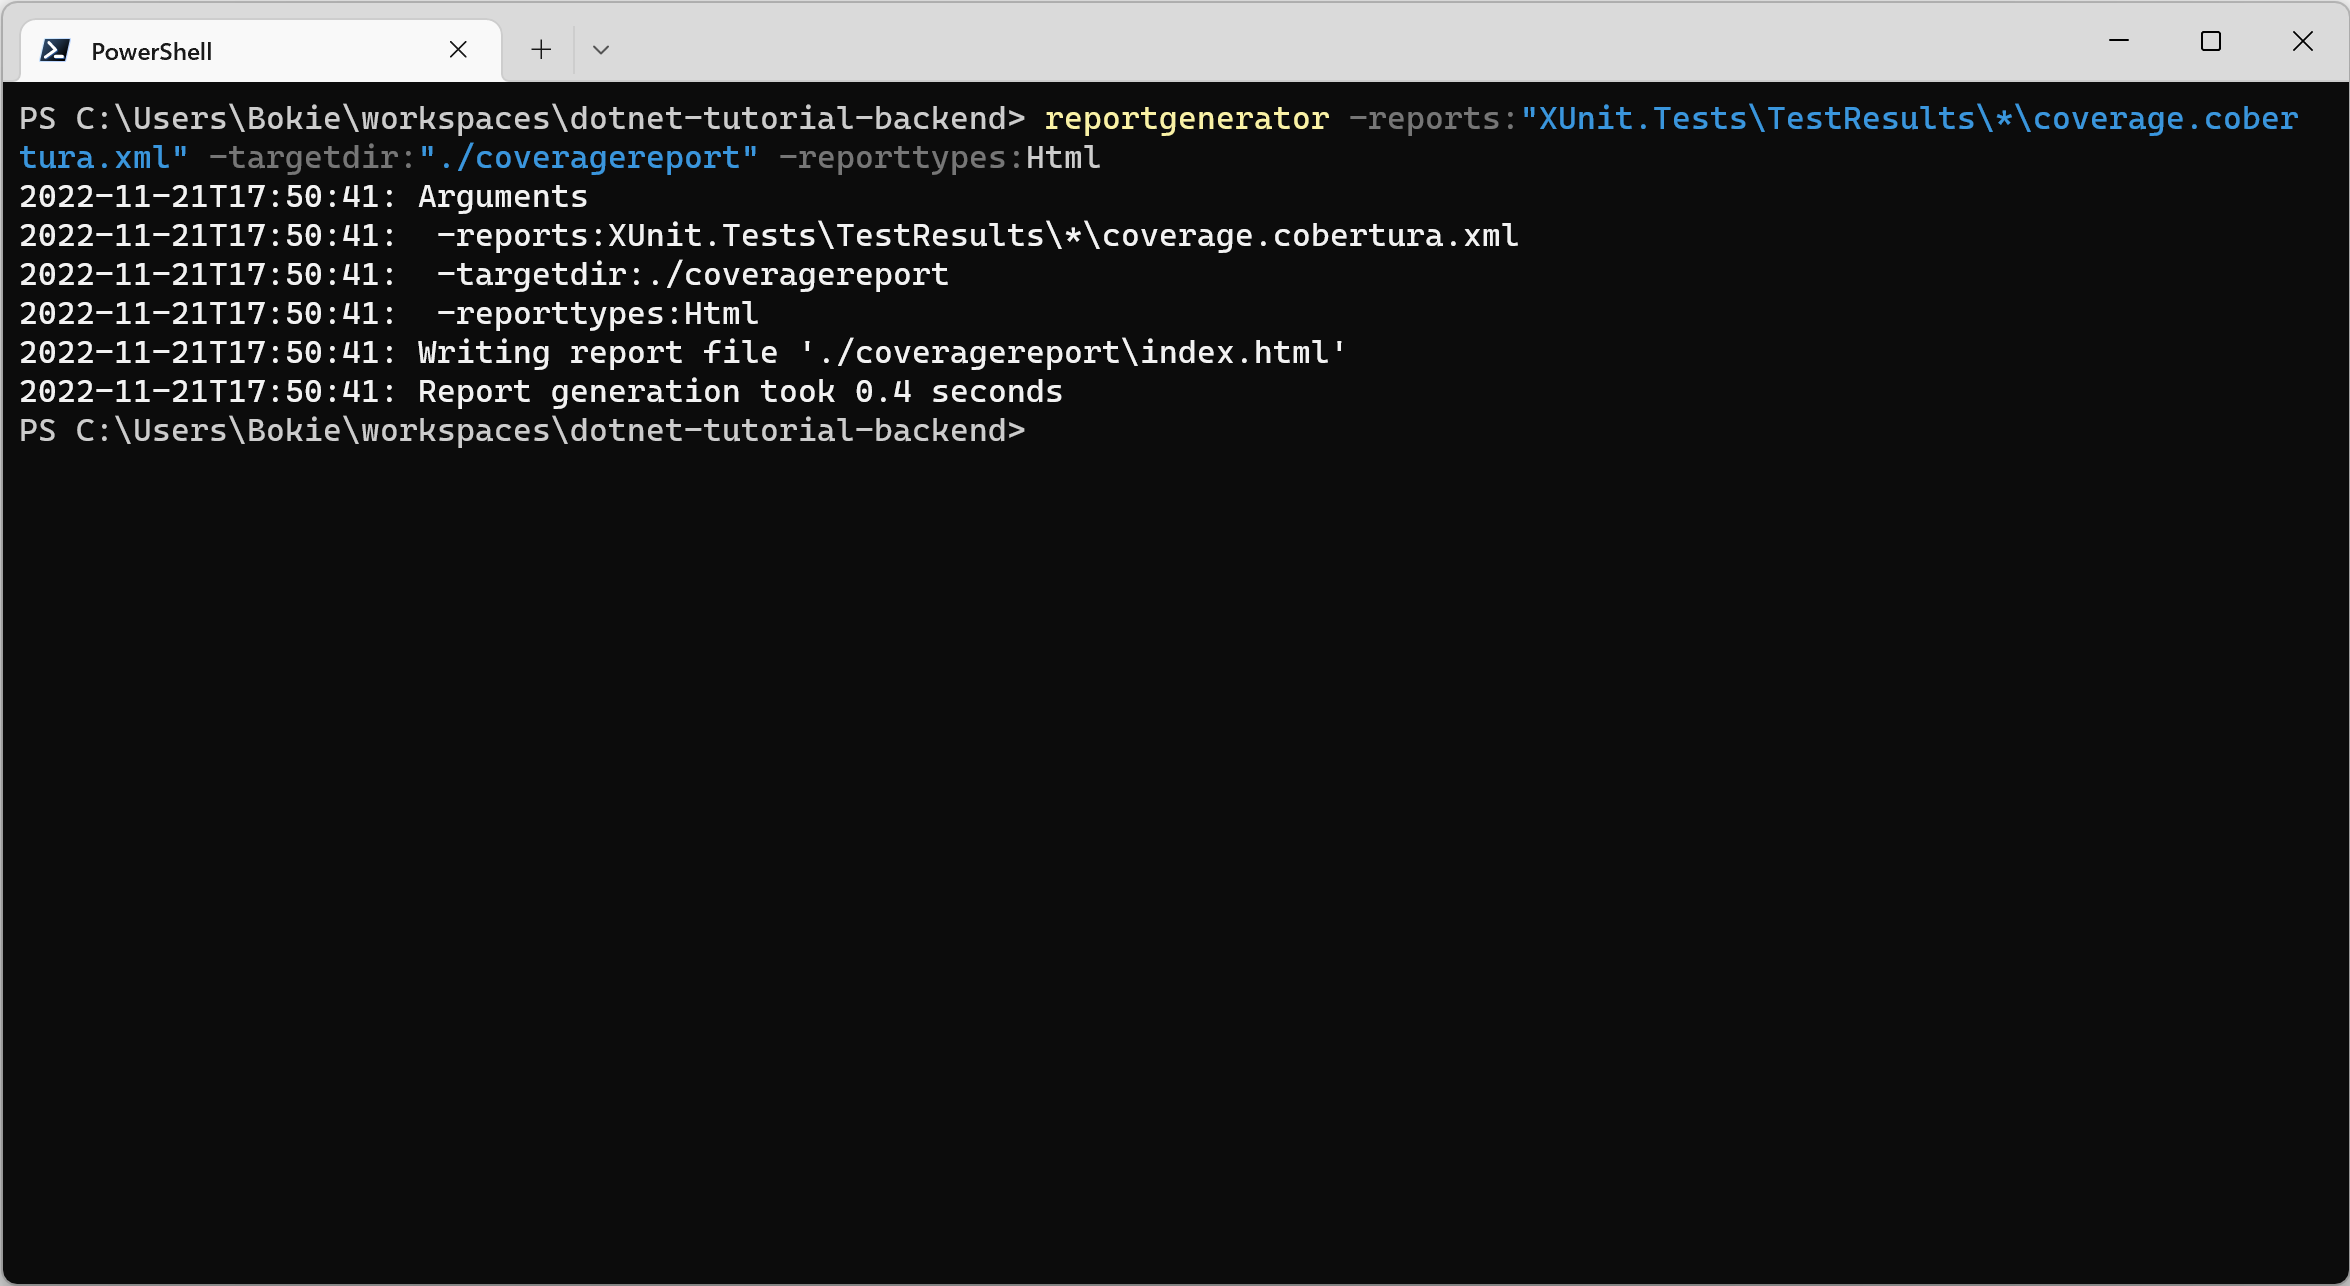 PowerShell
PS C:\Users\Bokie\workspaces\dotnet-tutorial-backend> reportgenerator -reports:"XUnit.Tests\TestResults\*\coverage.cober
tura.xml" -targetdir:"./coveragereport" -reporttypes:Html
2022-11-21T17:50:41: Arguments
2022-11-21T17:50:41:  -reports:XUnit.Tests\TestResults\*\coverage.cobertura.xml
2022-11-21T17:50:41:  -targetdir:./coveragereport
2022-11-21T17:50:41:  -reporttypes:Html
2022-11-21T17:50:41: Writing report file './coveragereport\index.html'
2022-11-21T17:50:41: Report generation took 0.4 seconds
PS C:\Users\Bokie\workspaces\dotnet-tutorial-backend>